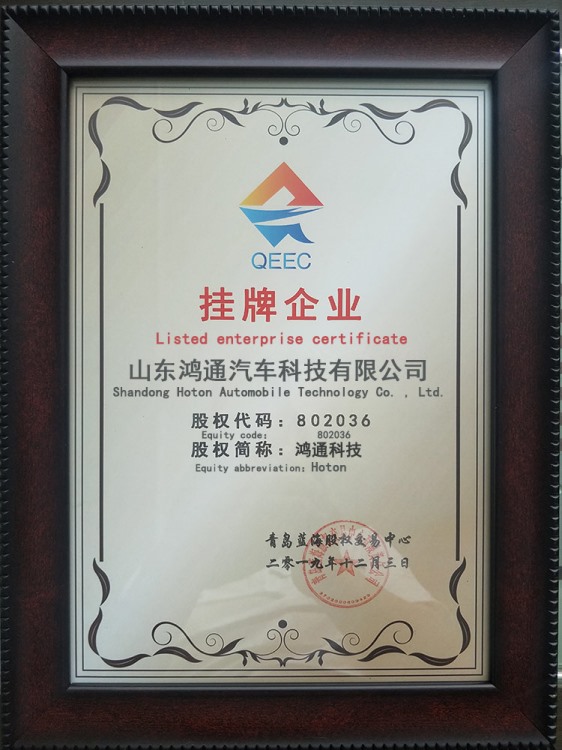 QEEC
挂牌企业
Listed enterprise certificate
山东鸿通汽车科技有限公司
Shandong Hoton Automobile Technology Co. , Ltd.
股权代码：802036
Equity code： 802036
股权简称：鸿通科技
Equity abbreviation：Hoton
青岛蓝海股权交易中心
二零一九年十二月三日